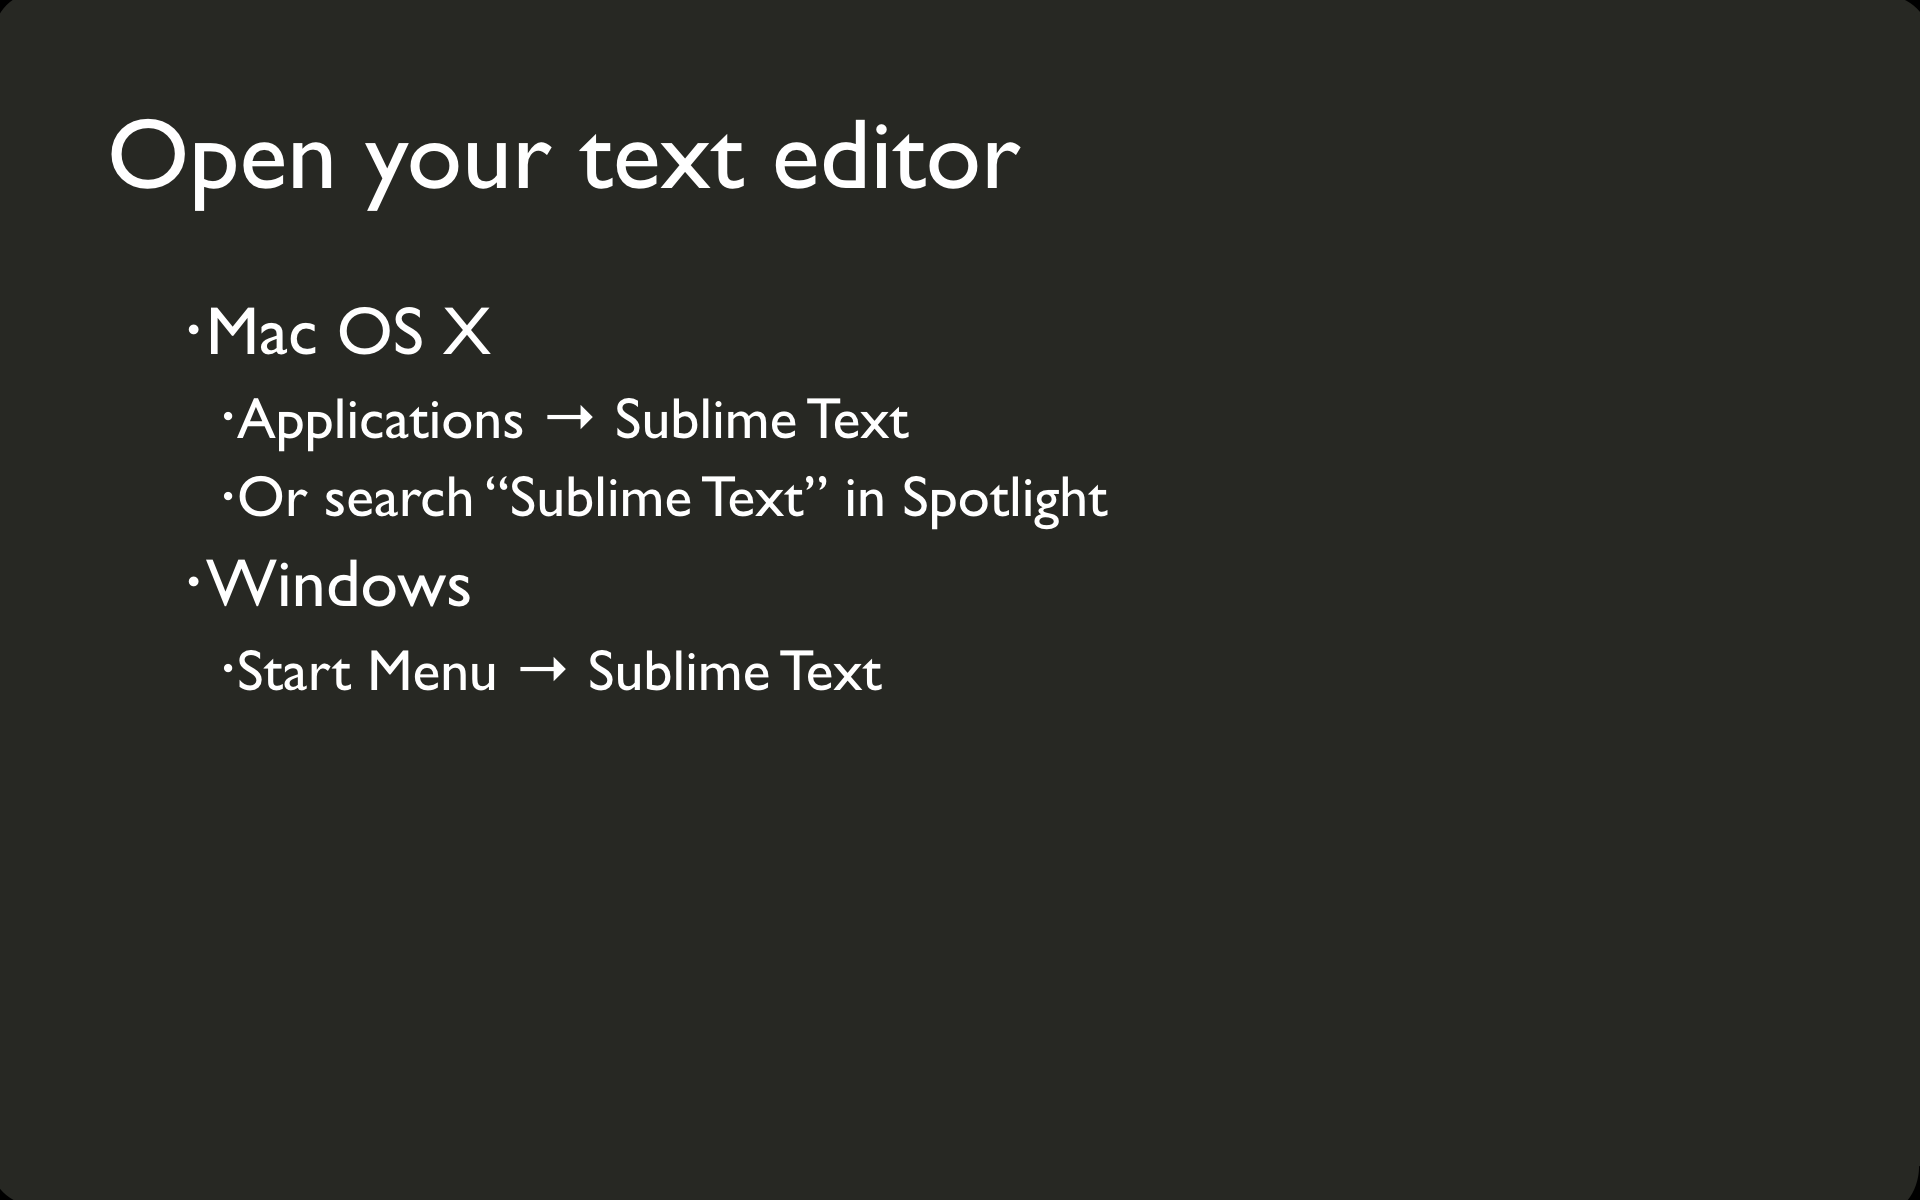 Open your text editor
·Mac OS X
·Applications → Sublime Text
·Or search “Sublime Text” in Spotlight
·Windows
·Start Menu → Sublime Text